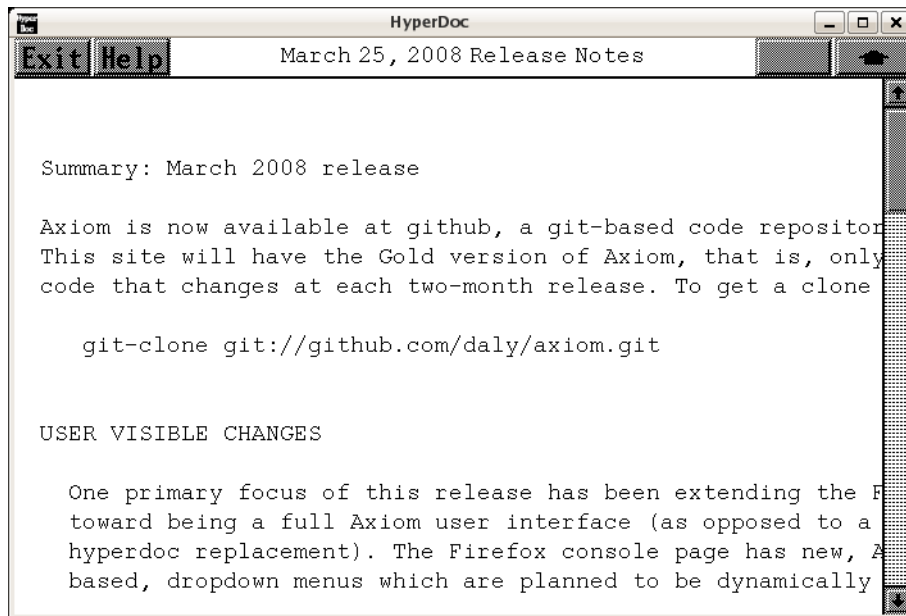 HyperDoc
Exit Help March 25, 2008 Release Notes
Summary: March 2008 release
Axiom is now available at github, a git-based code repositor
This site will have the Gold version of Axiom, that is, only
code that changes at each two-month release. To get a clone
git-clone git://github.com/daly/axiom.git
USER VISIBLE CHANGES
One primary focus of this release has been extending the F
toward being a full Axiom user interface (as opposed to a
hyperdoc replacement). The Firefox console page has new, A
based, dropdown menus which are planned to be dynamically